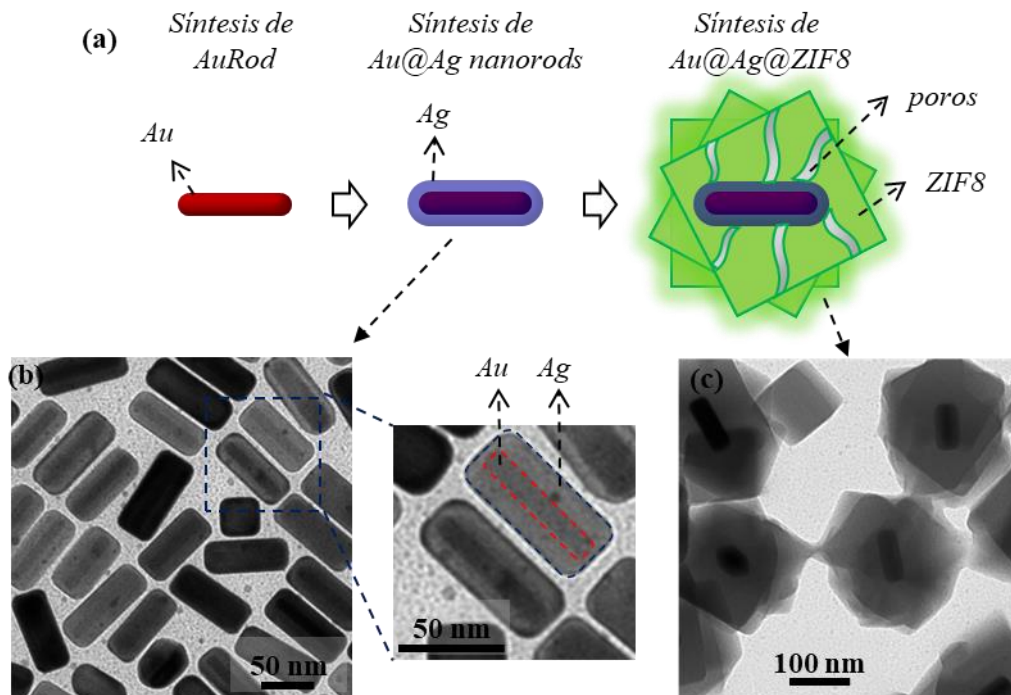 (a)
Síntesis de
AuRod
Síntesis de
Au@Ag nanorods
Síntesis de
Au@Ag@ZIF8
Au
Ag
poros
ZIF8
(b)
Au
Ag
(c)
50 nm
50 nm
100 nm